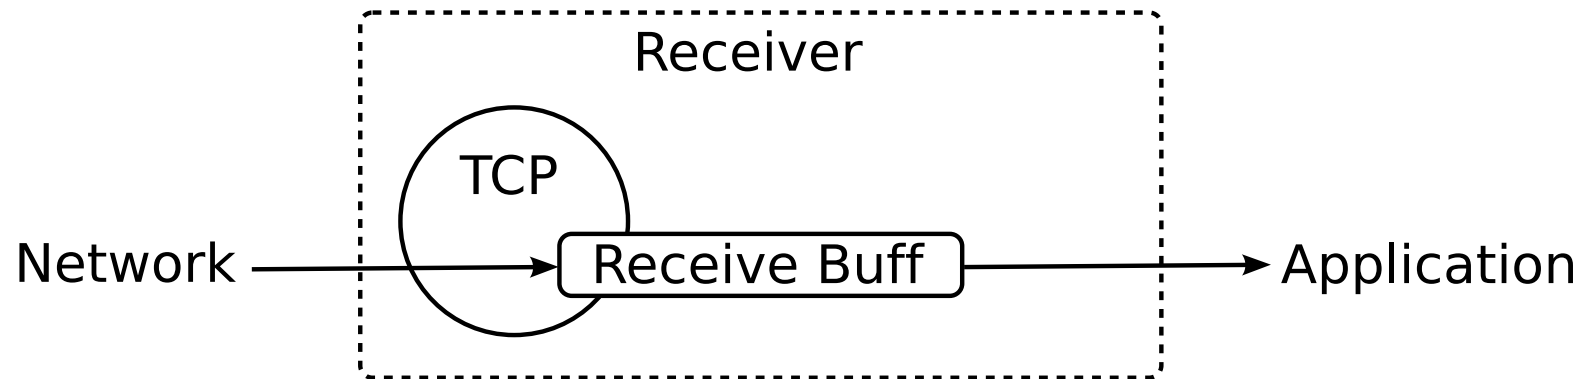 Receiver
TCP
Network
Receive Buff
Application